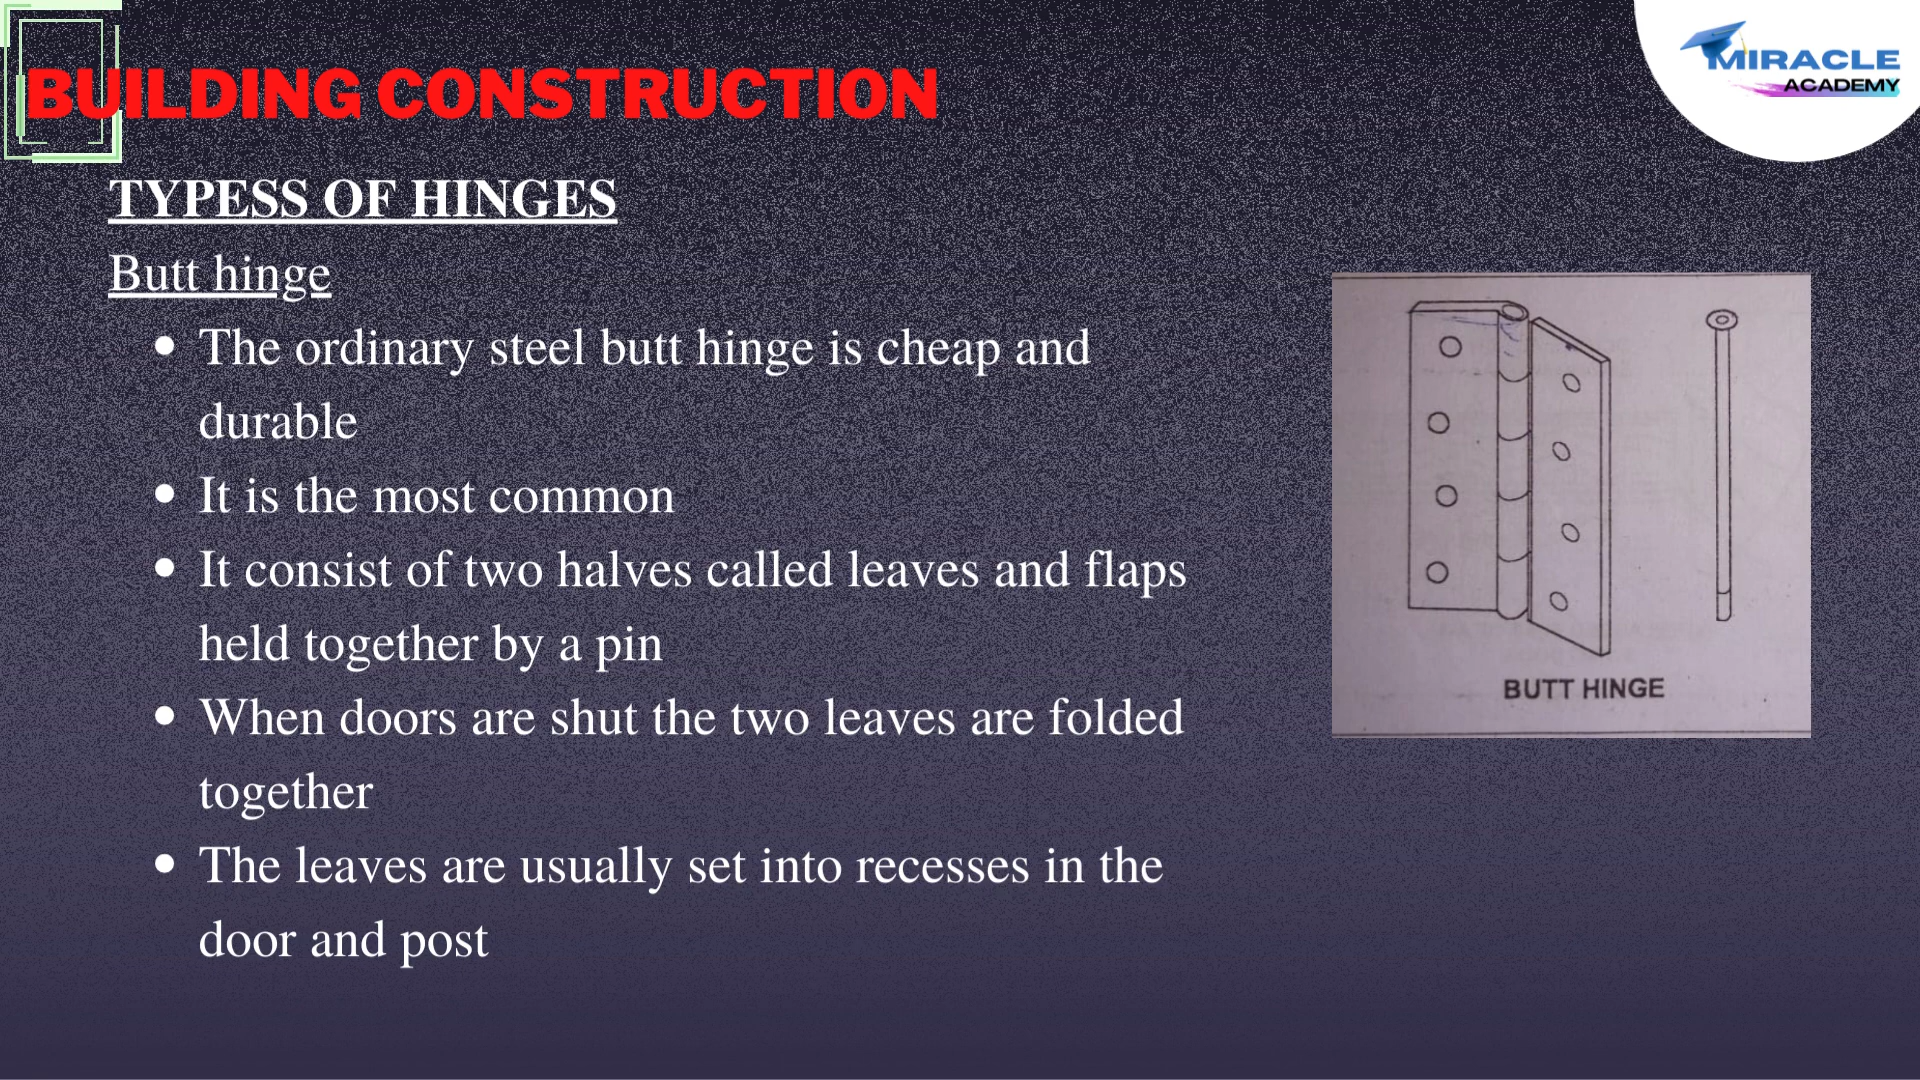 BUILDING CONSTRUCTION
MIRACLE
ACADEMY
TYPESS OF HINGES
Butt hinge
• The ordinary steel butt hinge is cheap and
durable
• It is the most common
• It consist of two halves called leaves and flaps
held together by a pin
• When doors are shut the two leaves are folded
together
• The leaves are usually set into recesses in the
door and post
BUTT HINGE